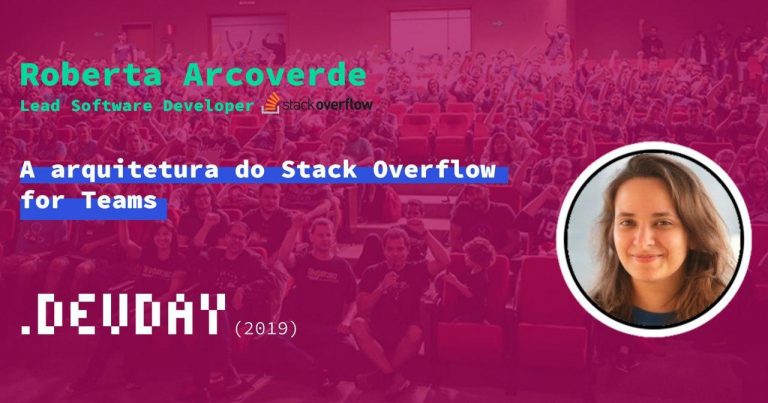 Roberta Arcoverde
Lead Software Developer stackoverflow
A arquitetura do Stack Overflow
for Teams
.DEVDAY (2019)